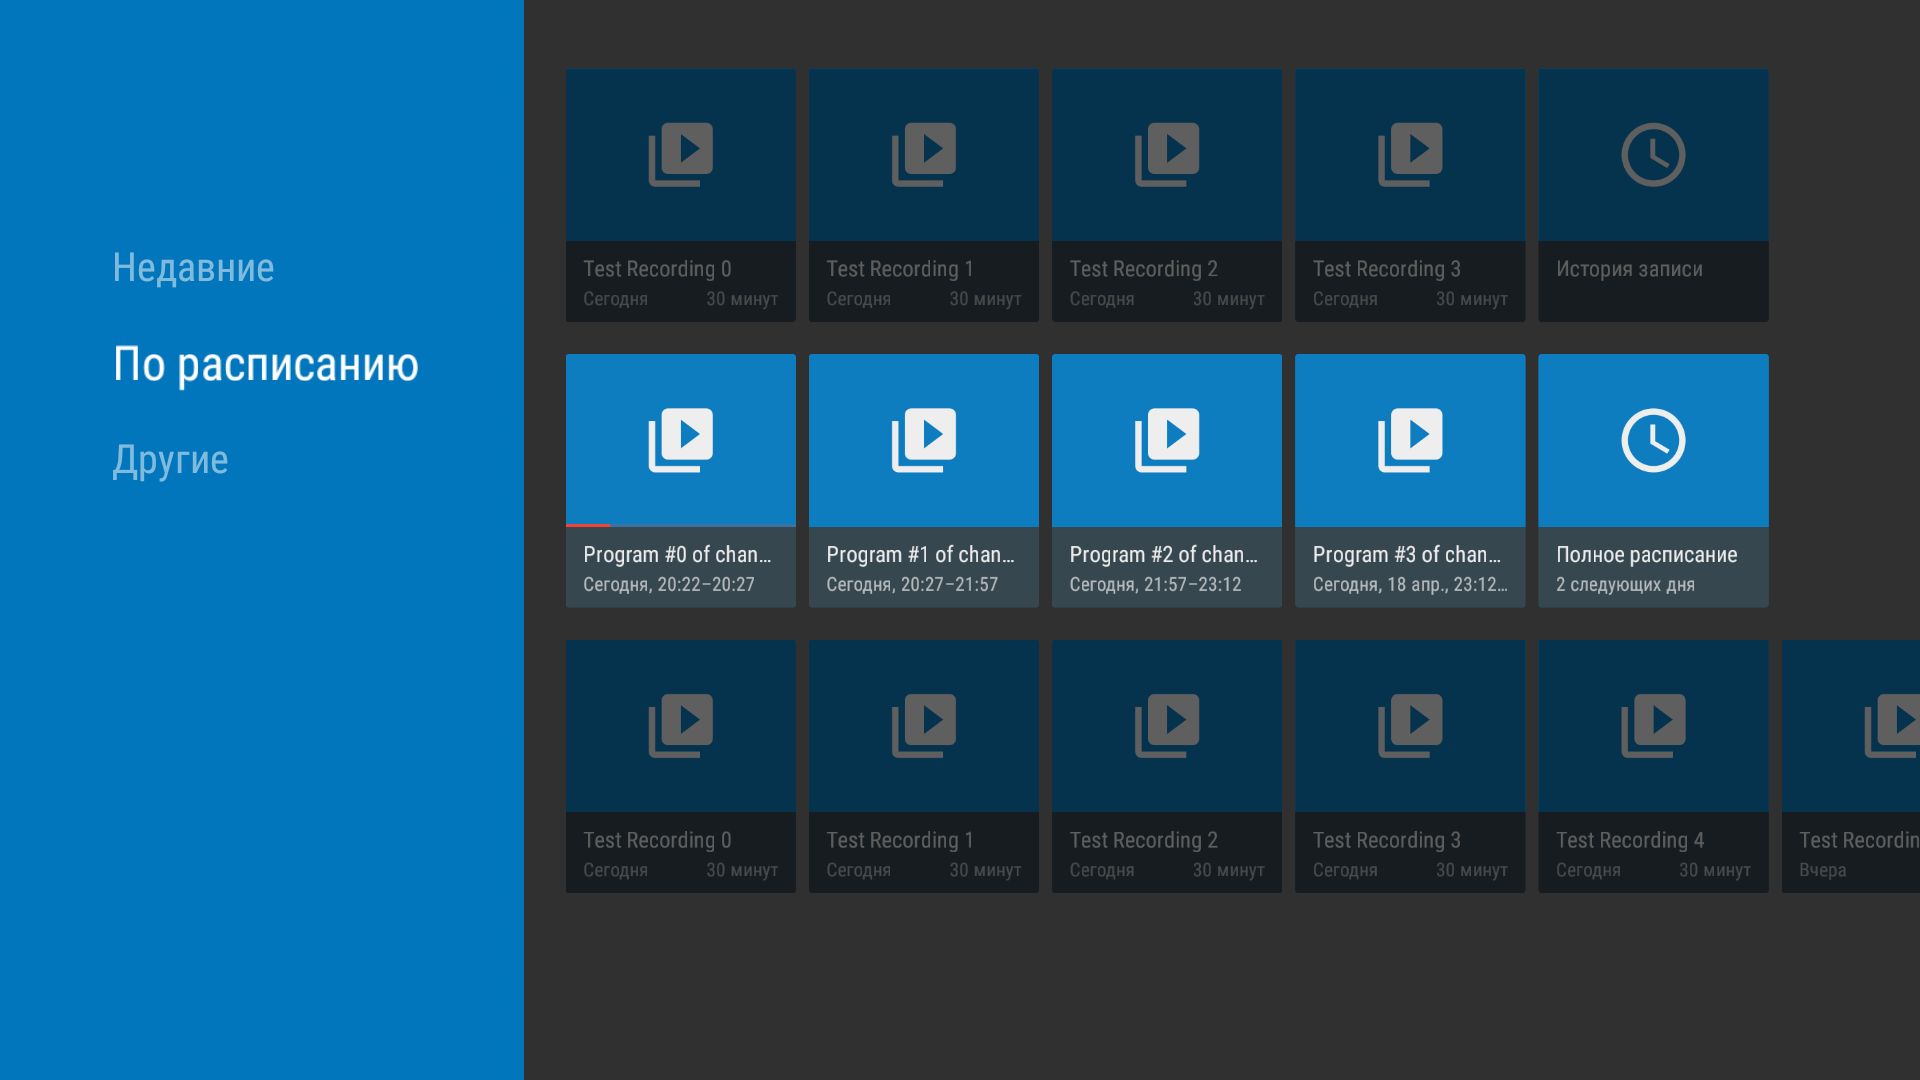 Недавние
По расписанию
Другие
Test Recording 0
Сегодня 30 минут
Test Recording 1
Сегодня 30 минут
Test Recording 2
Сегодня 30 минут
Test Recording 3
Сегодня 30 минут
История записи
Program #0 of chan...
Сегодня, 20:22–20:27
Program #1 of chan...
Сегодня, 20:27–21:57
Program #2 of chan...
Сегодня, 21:57–23:12
Program #3 of chan...
Сегодня, 18 апр., 23:12...
Полное расписание
2 следующих дня
Test Recording 0
Сегодня 30 минут
Test Recording 1
Сегодня 30 минут
Test Recording 2
Сегодня 30 минут
Test Recording 3
Сегодня 30 минут
Test Recording 4
Сегодня 30 минут
Test Recordin
Вчера